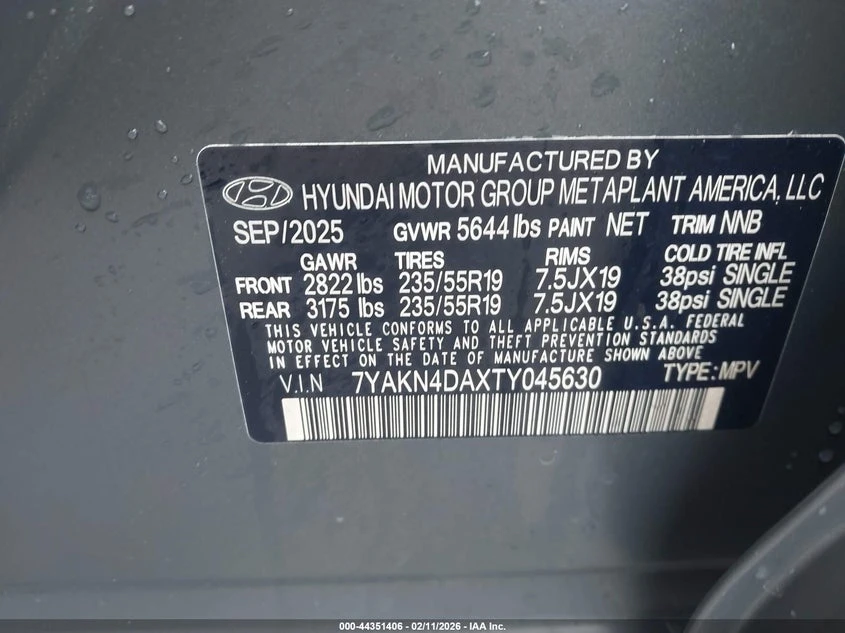 MANUFACTURED BY
HYUNDAI MOTOR GROUP METAPLANT AMERICA, LLC
SEP/2025 GVWR 5644 lbs PAINT NET TRIM NNB
GAWR TIRES RIMS COLD TIRE INFL
FRONT 2822 lbs 235/55R19 7.5JX19 38psi SINGLE
REAR 3175 lbs 235/55R19 7.5JX19 38psi SINGLE
THIS VEHICLE CONFORMS TO ALL APPLICABLE U.S.A. FEDERAL
MOTOR VEHICLE SAFETY AND THEFT PREVENTION STANDARDS
IN EFFECT ON THE DATE OF MANUFACTURE SHOWN ABOVE
V.I.N 7YAKN4DAXTY045630 TYPE: MPV
000-44351406 - 02/11/2026 - IAA Inc.